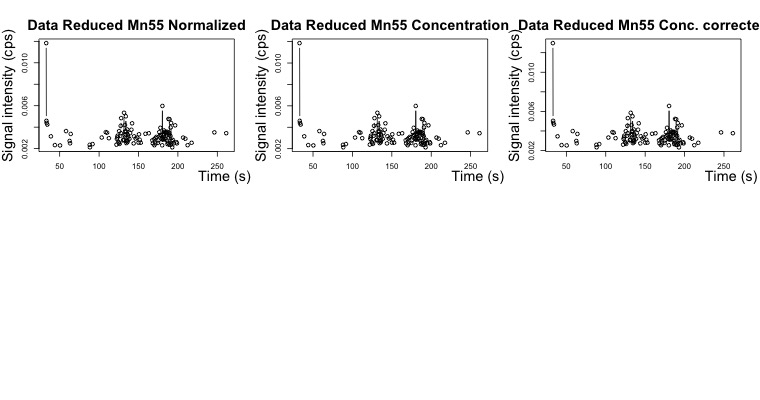 Data Reduced Mn55 Normalized
Signal intensity (cps)
0.002 0.006 0.010
50 100 150 200 250
Time (s)
Data Reduced Mn55 Concentration
Signal intensity (cps)
0.002 0.006 0.010
50 100 150 200 250
Time (s)
Data Reduced Mn55 Conc. correcte
Signal intensity (cps)
0.002 0.006 0.010
50 100 150 200 250
Time (s)